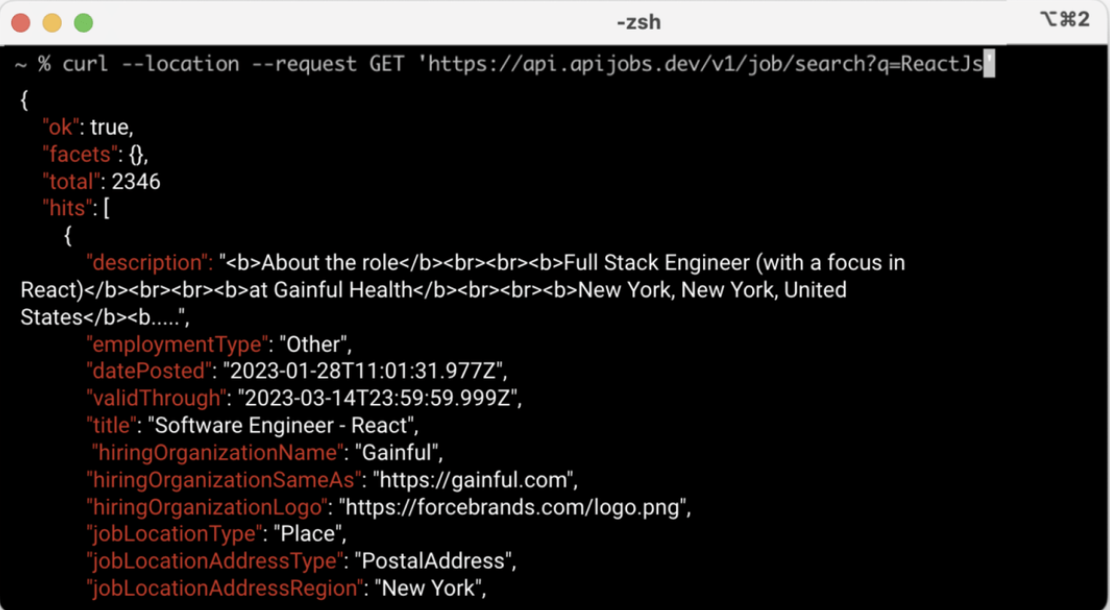 -zsh
⌥⌘2
~ % curl --location --request GET 'https://api.apijobs.dev/v1/job/search?q=ReactJs'
{
"ok": true,
"facets": {},
"total": 2346
"hits": [
{
"description": "<b>About the role</b><br><br><b>Full Stack Engineer (with a focus in
React)</b><br><br><b>at Gainful Health</b><br><br><b>New York, New York, United
States</b><b.....",
"employmentType": "Other",
"datePosted": "2023-01-28T11:01:31.977Z",
"validThrough": "2023-03-14T23:59:59.999Z",
"title": "Software Engineer - React",
"hiringOrganizationName": "Gainful",
"hiringOrganizationSameAs": "https://gainful.com",
"hiringOrganizationLogo": "https://forcebrands.com/logo.png",
"jobLocationType": "Place",
"jobLocationAddressType": "PostalAddress",
"jobLocationAddressRegion": "New York",